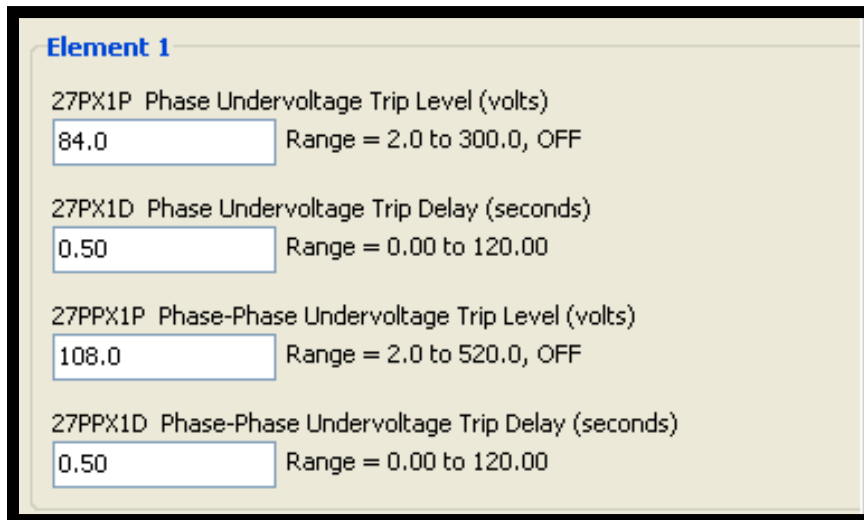 Element 1
27PX1P Phase Undervoltage Trip Level (volts)
84.0 Range = 2.0 to 300.0, OFF
27PX1D Phase Undervoltage Trip Delay (seconds)
0.50 Range = 0.00 to 120.00
27PPX1P Phase-Phase Undervoltage Trip Level (volts)
108.0 Range = 2.0 to 520.0, OFF
27PPX1D Phase-Phase Undervoltage Trip Delay (seconds)
0.50 Range = 0.00 to 120.00